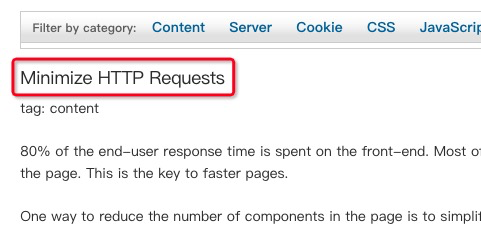 Filter by category: Content Server Cookie CSS
Minimize HTTP Requests
tag: content
80% of the end-user response time is spent on the front-end. Most
the page. This is the key to faster pages.
One way to reduce the number of components in the page is to